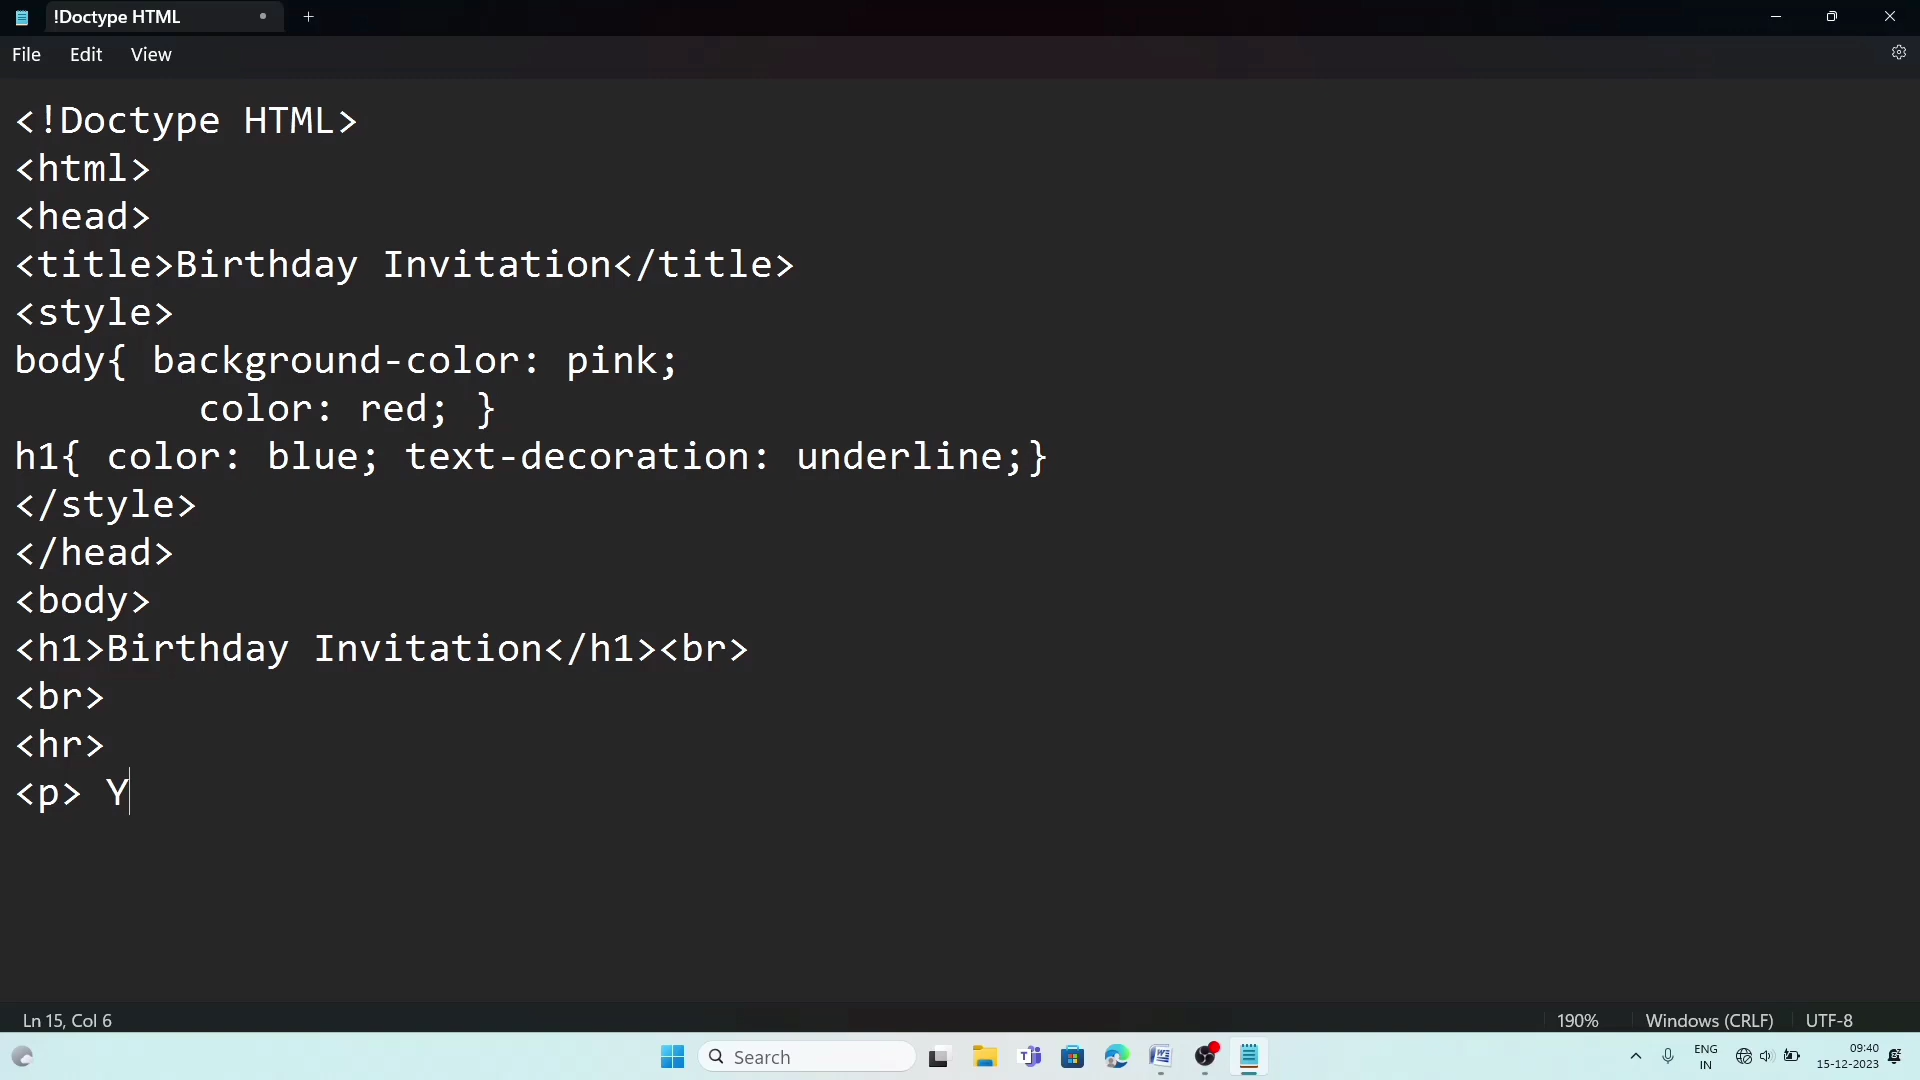 !Doctype HTML
File Edit View
<!Doctype HTML>
<html>
<head>
<title>Birthday Invitation</title>
<style>
body{ background-color: pink;
color: red; }
h1{ color: blue; text-decoration: underline;}
</style>
</head>
<body>
<h1>Birthday Invitation</h1><br>
<br>
<hr>
<p> Y
Ln 15, Col 6
190%
Windows (CRLF)
UTF-8
Search
ENG
IN
09:40
15-12-2023